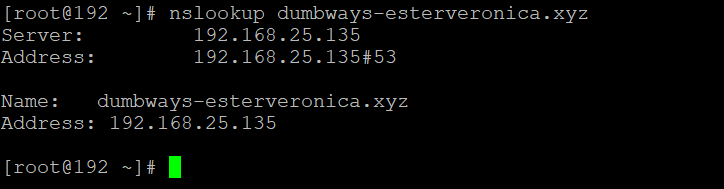 [root@192 ~]# nslookup dumbways-esterveronica.xyz
Server:         192.168.25.135
Address:        192.168.25.135#53
Name:   dumbways-esterveronica.xyz
Address: 192.168.25.135
[root@192 ~]#